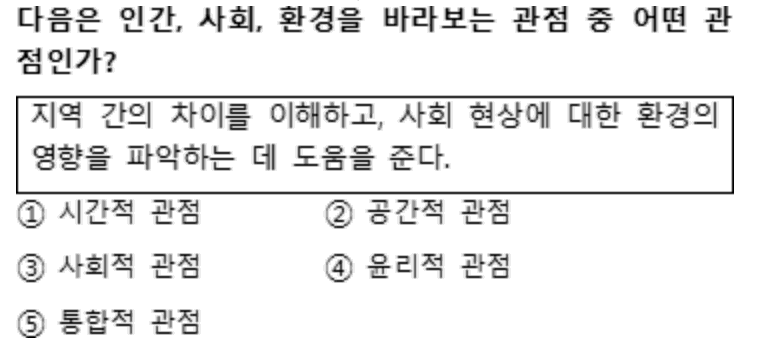 다음은 인간, 사회, 환경을 바라보는 관점 중 어떤 관
점인가?
지역 간의 차이를 이해하고, 사회 현상에 대한 환경의
영향을 파악하는 데 도움을 준다.
① 시간적 관점 ② 공간적 관점
③ 사회적 관점 ④ 윤리적 관점
⑤ 통합적 관점